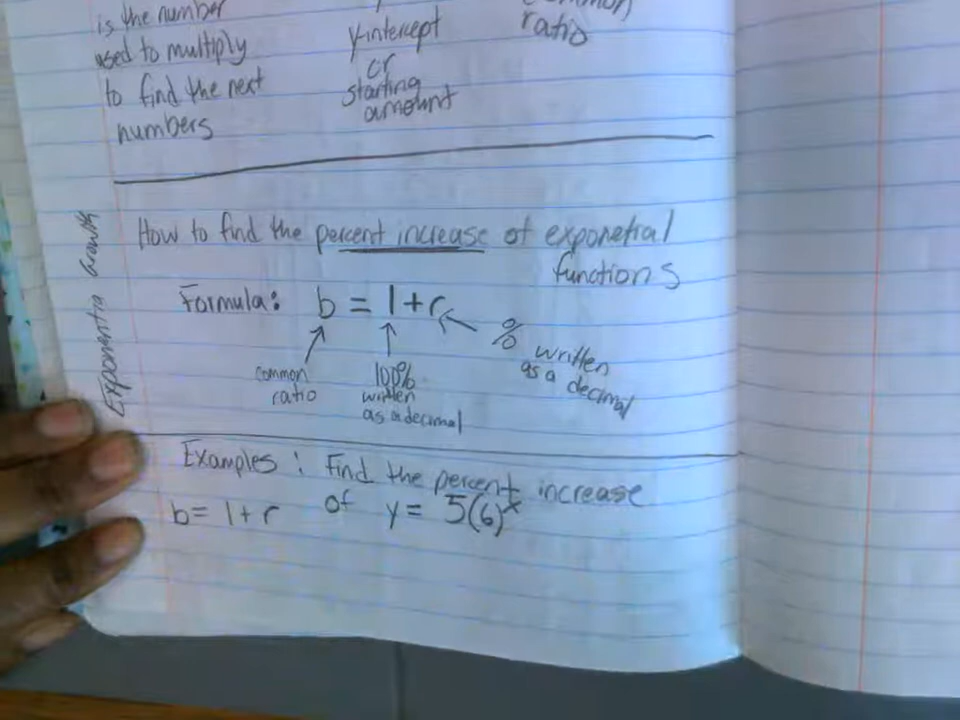 is the number
used to multiply
to find the next
numbers
y-intercept
or
starting
amount
ratio
Exponentia Growth
How to find the percent increase of exponetial
functions
Formula: b = 1+r
common
ratio
100%
written
as a decimal
% written
as a decimal
Examples: Find the percent increase
b= 1+r of y= 5(6)^x